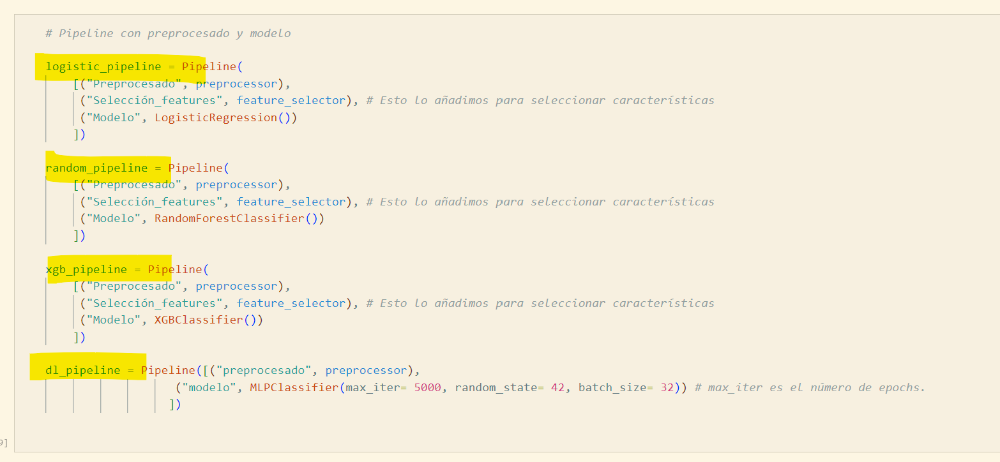 # Pipeline con preprocesado y modelo
logistic_pipeline = Pipeline(
[("Preprocesado", preprocessor),
("Selección_features", feature_selector), # Esto lo añadimos para seleccionar características
("Modelo", LogisticRegression())
])
random_pipeline = Pipeline(
[("Preprocesado", preprocessor),
("Selección_features", feature_selector), # Esto lo añadimos para seleccionar características
("Modelo", RandomForestClassifier())
])
xgb_pipeline = Pipeline(
[("Preprocesado", preprocessor),
("Selección_features", feature_selector), # Esto lo añadimos para seleccionar características
("Modelo", XGBClassifier())
])
dl_pipeline = Pipeline([("preprocesado", preprocessor),
("modelo", MLPClassifier(max_iter= 5000, random_state= 42, batch_size= 32)) # max_iter es el número de epochs.
])
9]